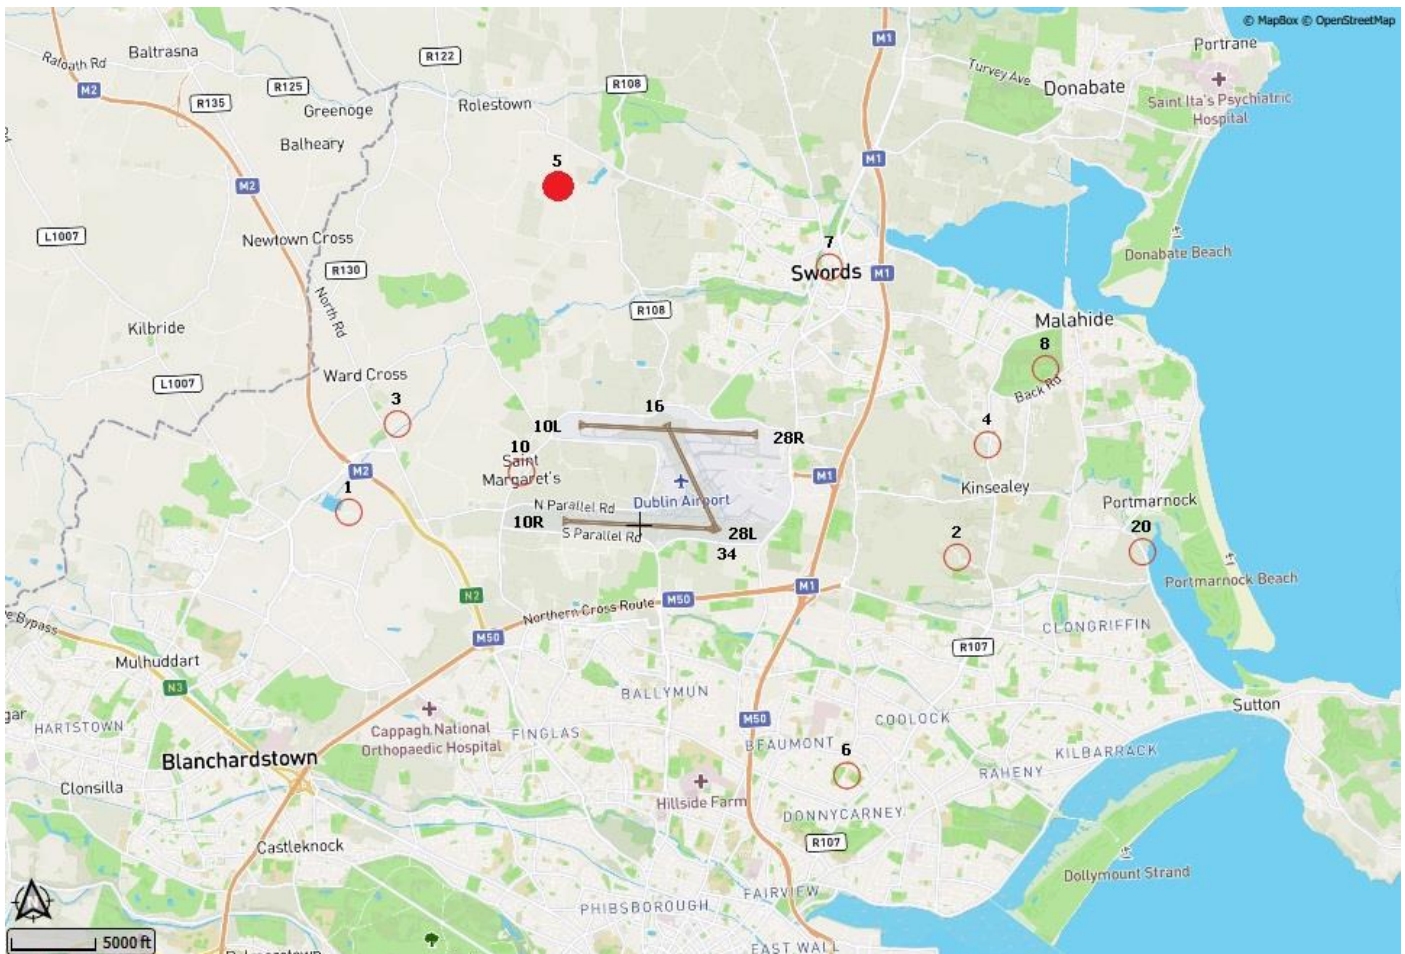 © MapBox © OpenStreetMap
M1
Portrane
Baltrasna
R122
Ratoath Rd
Turvey Ave
M2
R125
R108
Donabate
R135
Rolestown
Saint Ita's Psychiatric
Hospital
Greenoge
Balheary
M1
5
M2
L1007
Newtown Cross
7
Donabate Beach
R130
Swords
M1
North Rd
R108
Malahide
Kilbride
8
Ward Cross
L1007
Back Rd
3
16
4
10L
28R
10
Saint
Margaret's
M2
M1
Kinsealey
1
Dublin Airport
Portmarnock
N Parallel Rd
10R
20
S Parallel Rd
28L
2
34
Portmarnock Beach
M1
N2
M50
Northern Cross Route
e Bypass
CLONGRIFFIN
M50
R107
Mulhuddart
N3
BALLYMUN
Sutton
gar
HARTSTOWN
Cappagh National
Orthopaedic Hospital
FINGLAS
M50
COOLOCK
BEAUMONT
6
KILBARRACK
Blanchardstown
RAHENY
Clonsilla
Hillside Farm
DONNYCARNEY
R107
Castleknock
Dollymount Strand
FAIRVIEW
PHIBSBOROUGH
5000 ft
EAST WALL